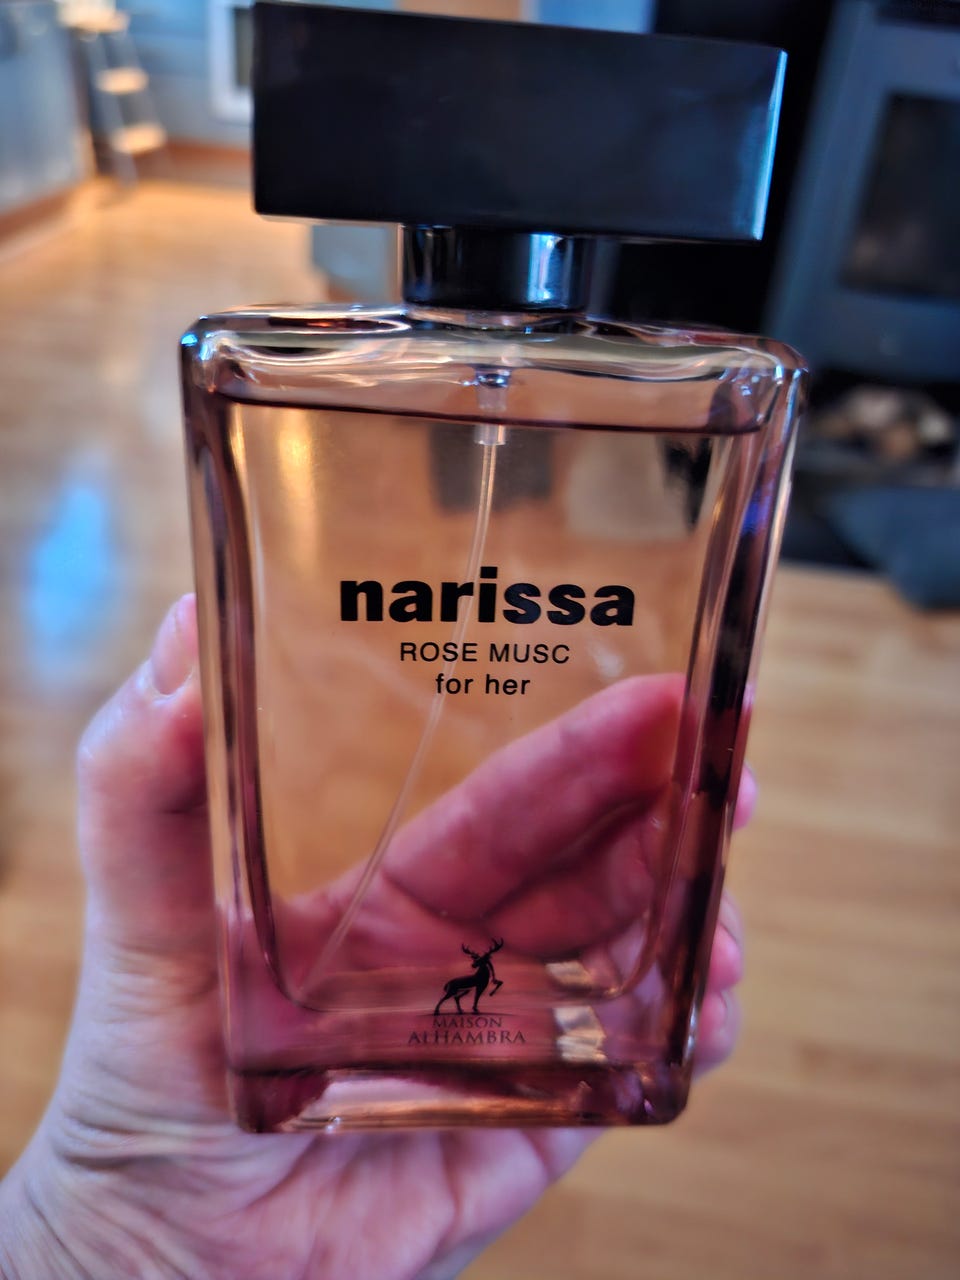 narissa
ROSE MUSC
for her
MAISON
ALHAMBRA